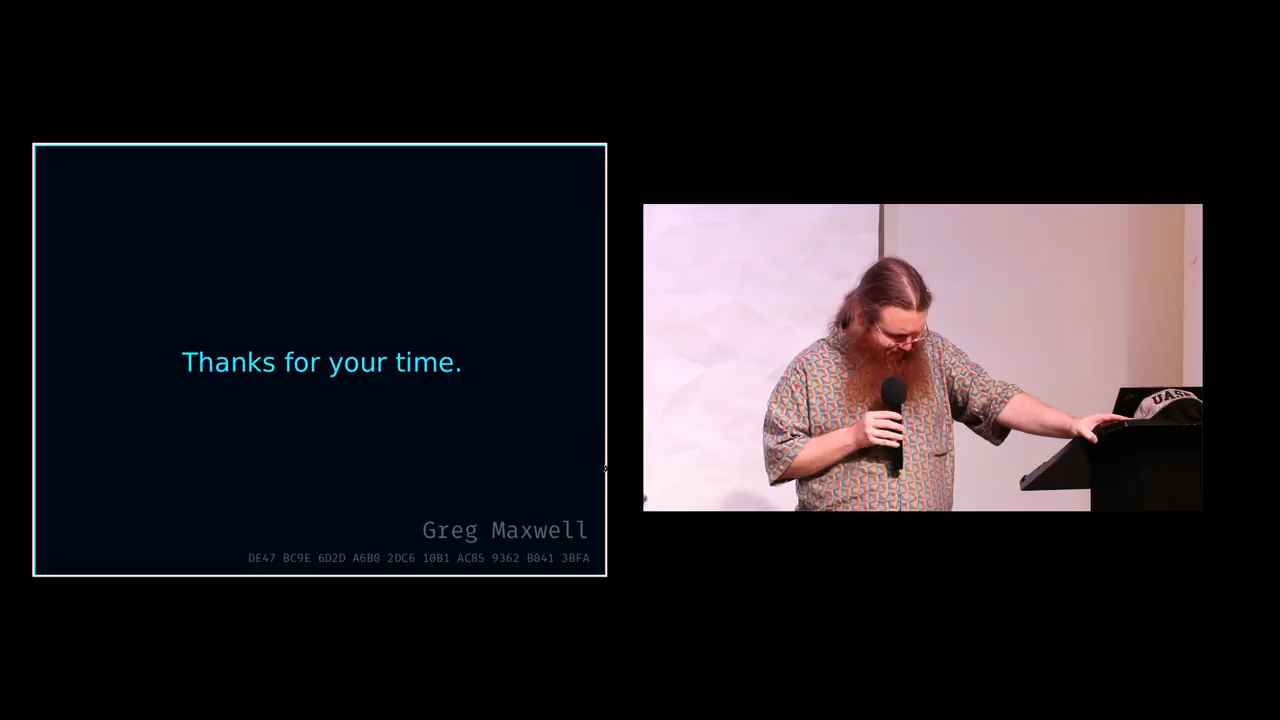 Thanks for your time.
Greg Maxwell
DE47 BC9E 6D2D A6B0 2DC6 10B1 AC85 9362 B041 3BFA